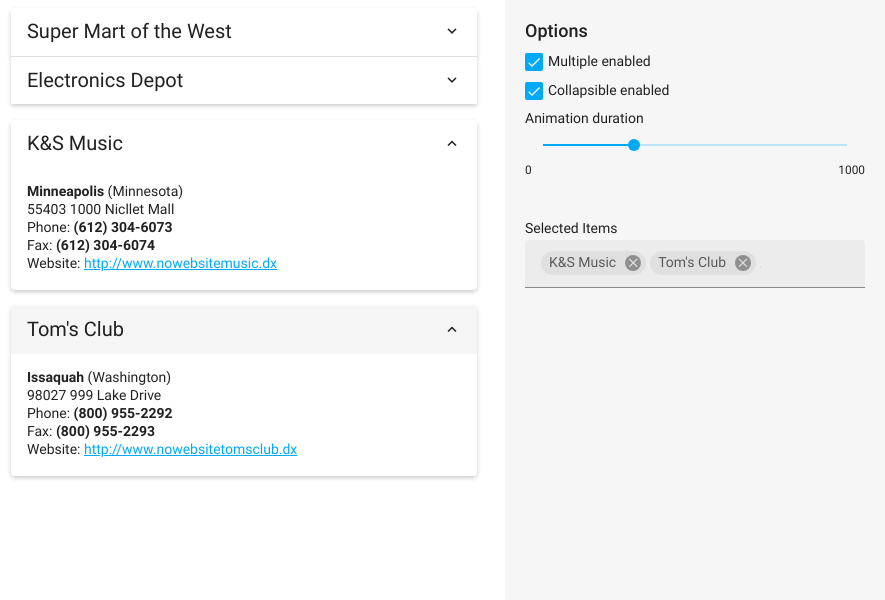 Super Mart of the West
Electronics Depot
K&S Music
Minneapolis (Minnesota)
55403 1000 Nicllet Mall
Phone: (612) 304-6073
Fax: (612) 304-6074
Website: http://www.nowebsitemusic.dx
Tom's Club
Issaquah (Washington)
98027 999 Lake Drive
Phone: (800) 955-2292
Fax: (800) 955-2293
Website: http://www.nowebsitetomsclub.dx
Options
Multiple enabled
Collapsible enabled
Animation duration
0 1000
Selected Items
K&S Music Tom's Club